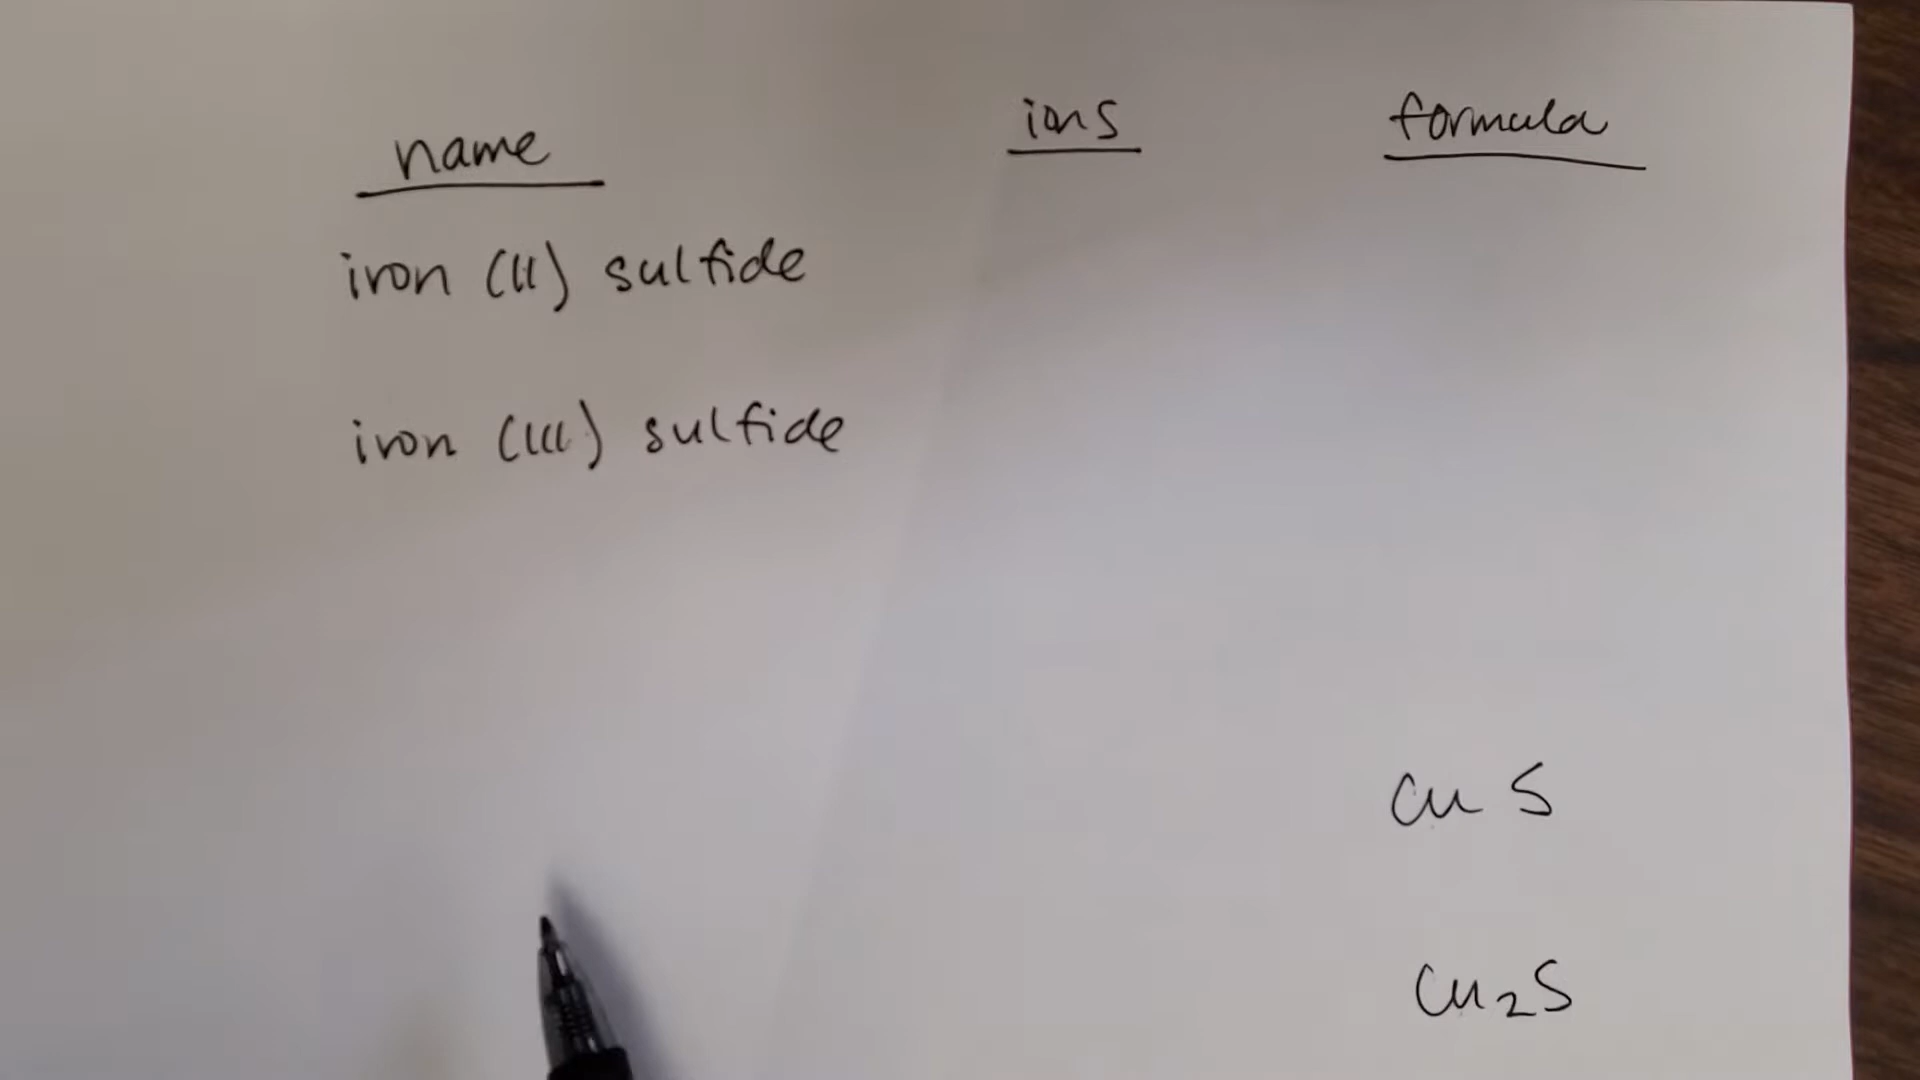 name ions formula
iron (II) sulfide
iron (III) sulfide
CuS
Cu₂S